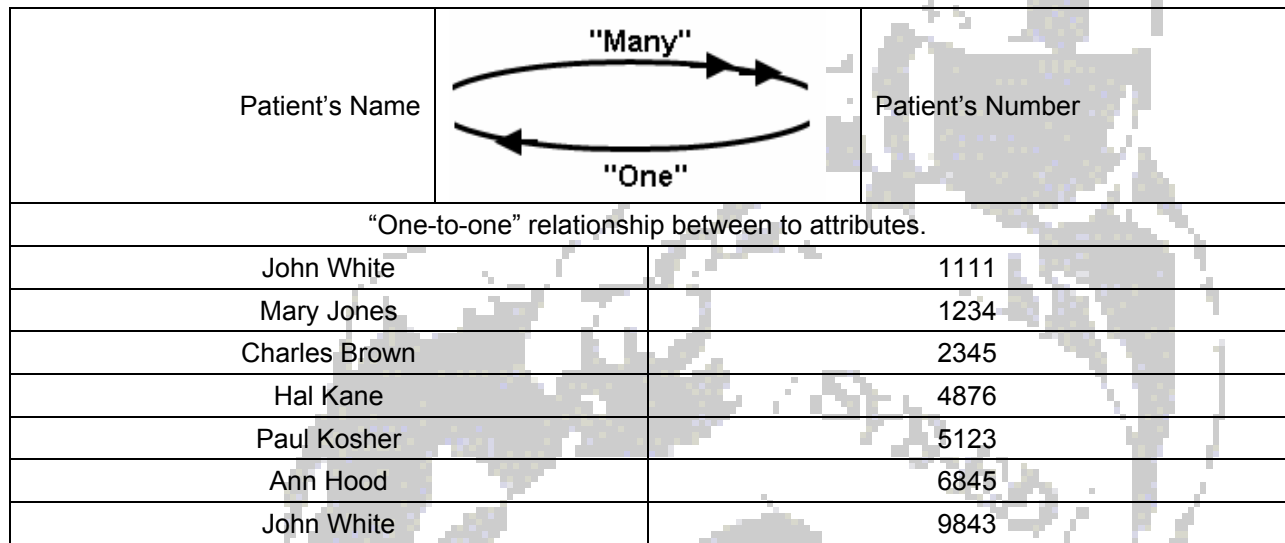 "Many"
Patient’s Name
Patient’s Number
"One"
“One-to-one” relationship between to attributes.
John White 1111
Mary Jones 1234
Charles Brown 2345
Hal Kane 4876
Paul Kosher 5123
Ann Hood 6845
John White 9843